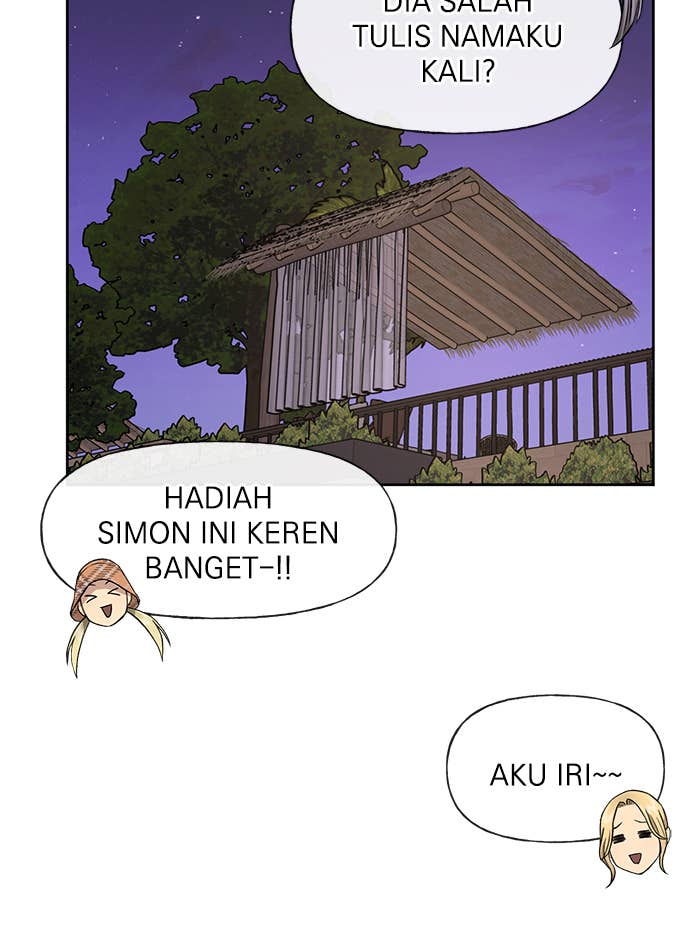 DIA SALAH
TULIS NAMAKU
KALI?
HADIAH
SIMON INI KEREN
BANGET-!!
AKU IRI~~